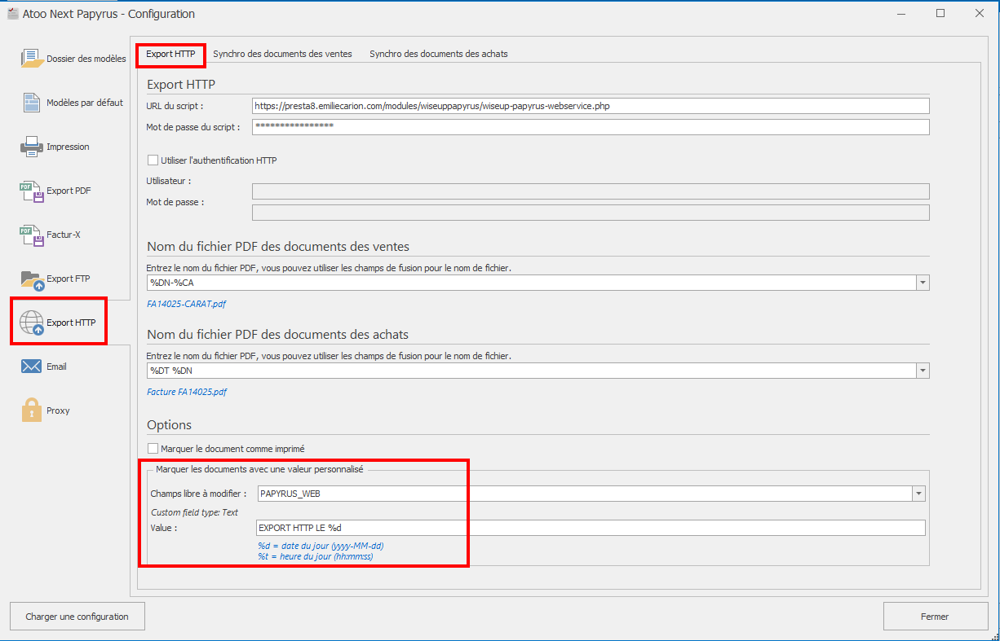 Atoo Next Papyrus - Configuration
Dossier des modèles
Modèles par défaut
Impression
PDF
Export PDF
PDF
Factur-X
Export FTP
Export HTTP
Email
Proxy
Export HTTP
Synchro des documents des ventes
Synchro des documents des achats
Export HTTP
URL du script :
https://presta8.emiliecarion.com/modules/wiseuppapyrus/wiseup-papyrus-webservice.php
Mot de passe du script :
****************
Utiliser l'authentification HTTP
Utilisateur :
Mot de passe :
Nom du fichier PDF des documents des ventes
Entrez le nom du fichier PDF, vous pouvez utiliser les champs de fusion pour le nom de fichier.
%DN-%CA
FA14025-CARAT.pdf
Nom du fichier PDF des documents des achats
Entrez le nom du fichier PDF, vous pouvez utiliser les champs de fusion pour le nom de fichier.
%DT %DN
Facture FA14025.pdf
Options
Marquer le document comme imprimé
Marquer les documents avec une valeur personnalisé
Champs libre à modifier :
PAPYRUS_WEB
Custom field type: Text
Value :
EXPORT HTTP LE %d
%d = date du jour (yyyy-MM-dd)
%t = heure du jour (hh:mm:ss)
Charger une configuration
Fermer